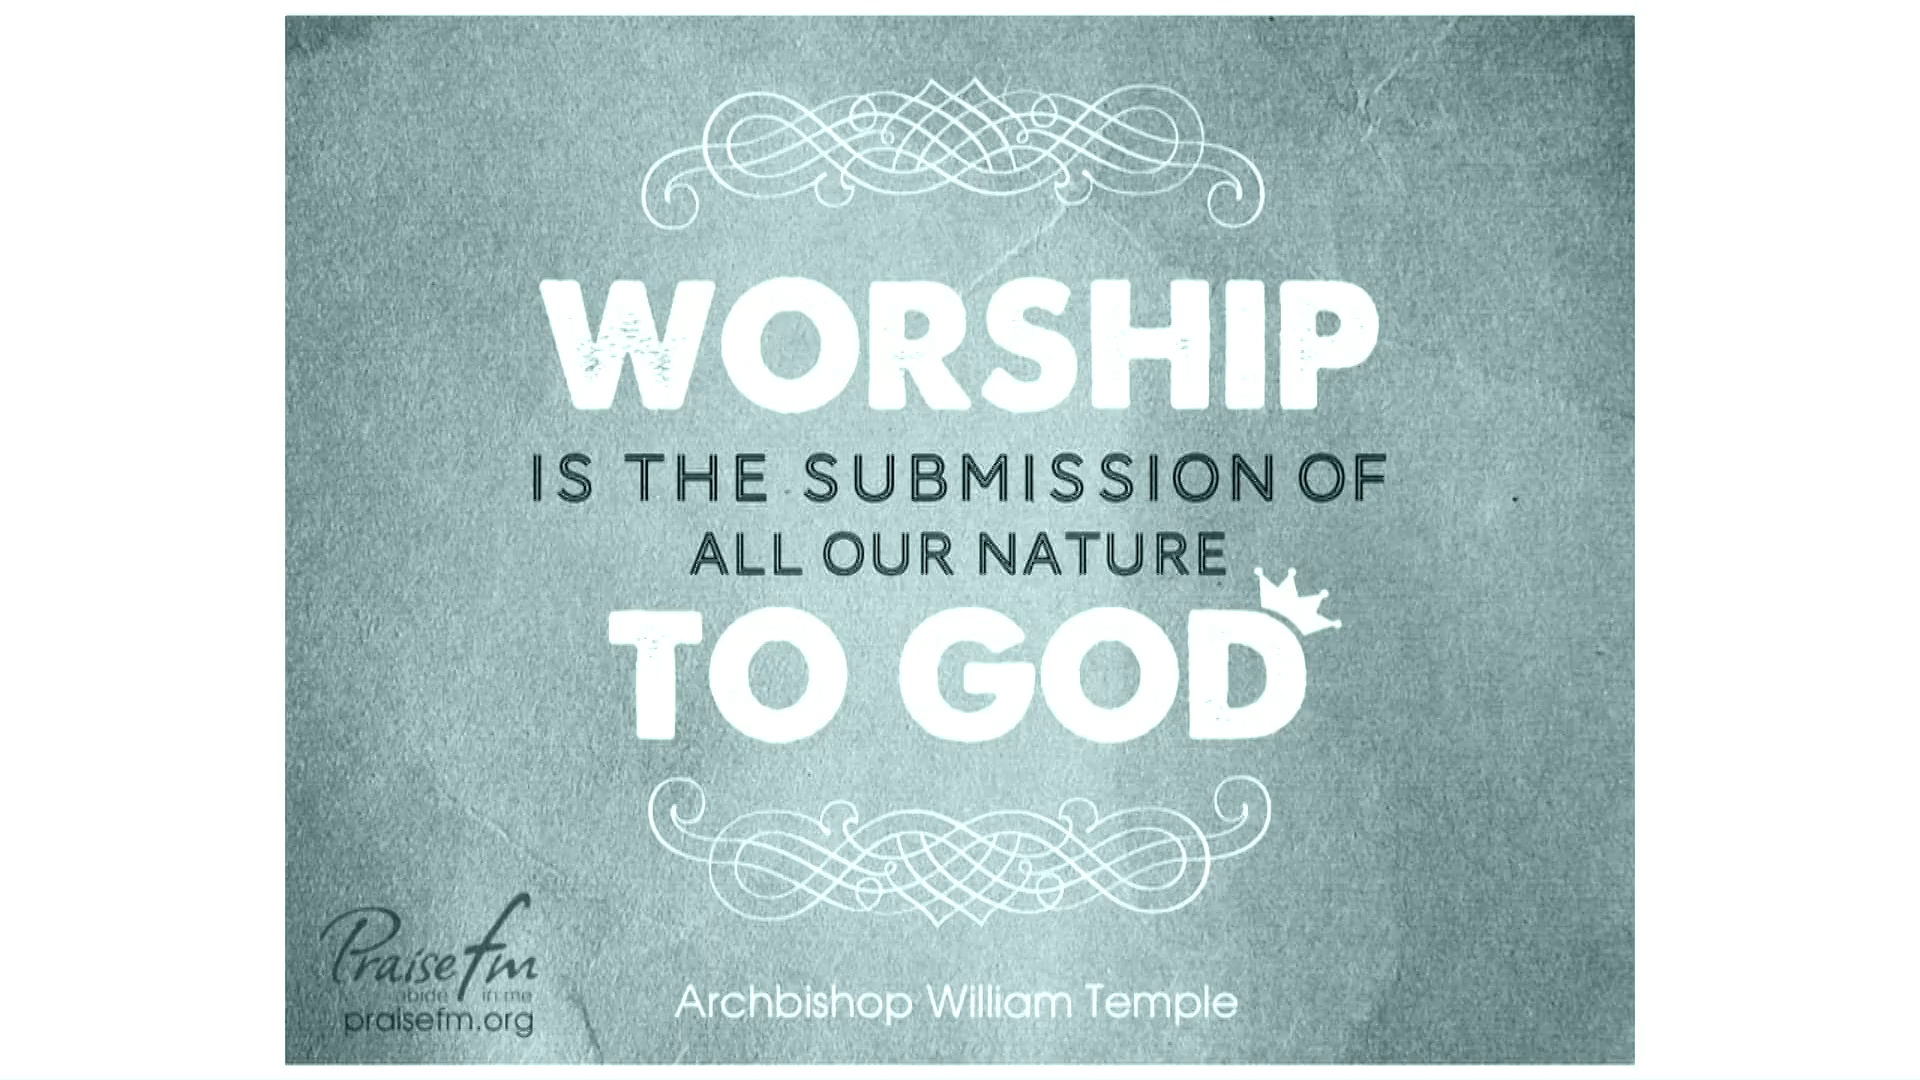 WORSHIP
IS THE SUBMISSION OF
ALL OUR NATURE
TO GOD
Praise fm
abide in me
praisefm.org
Archbishop William Temple